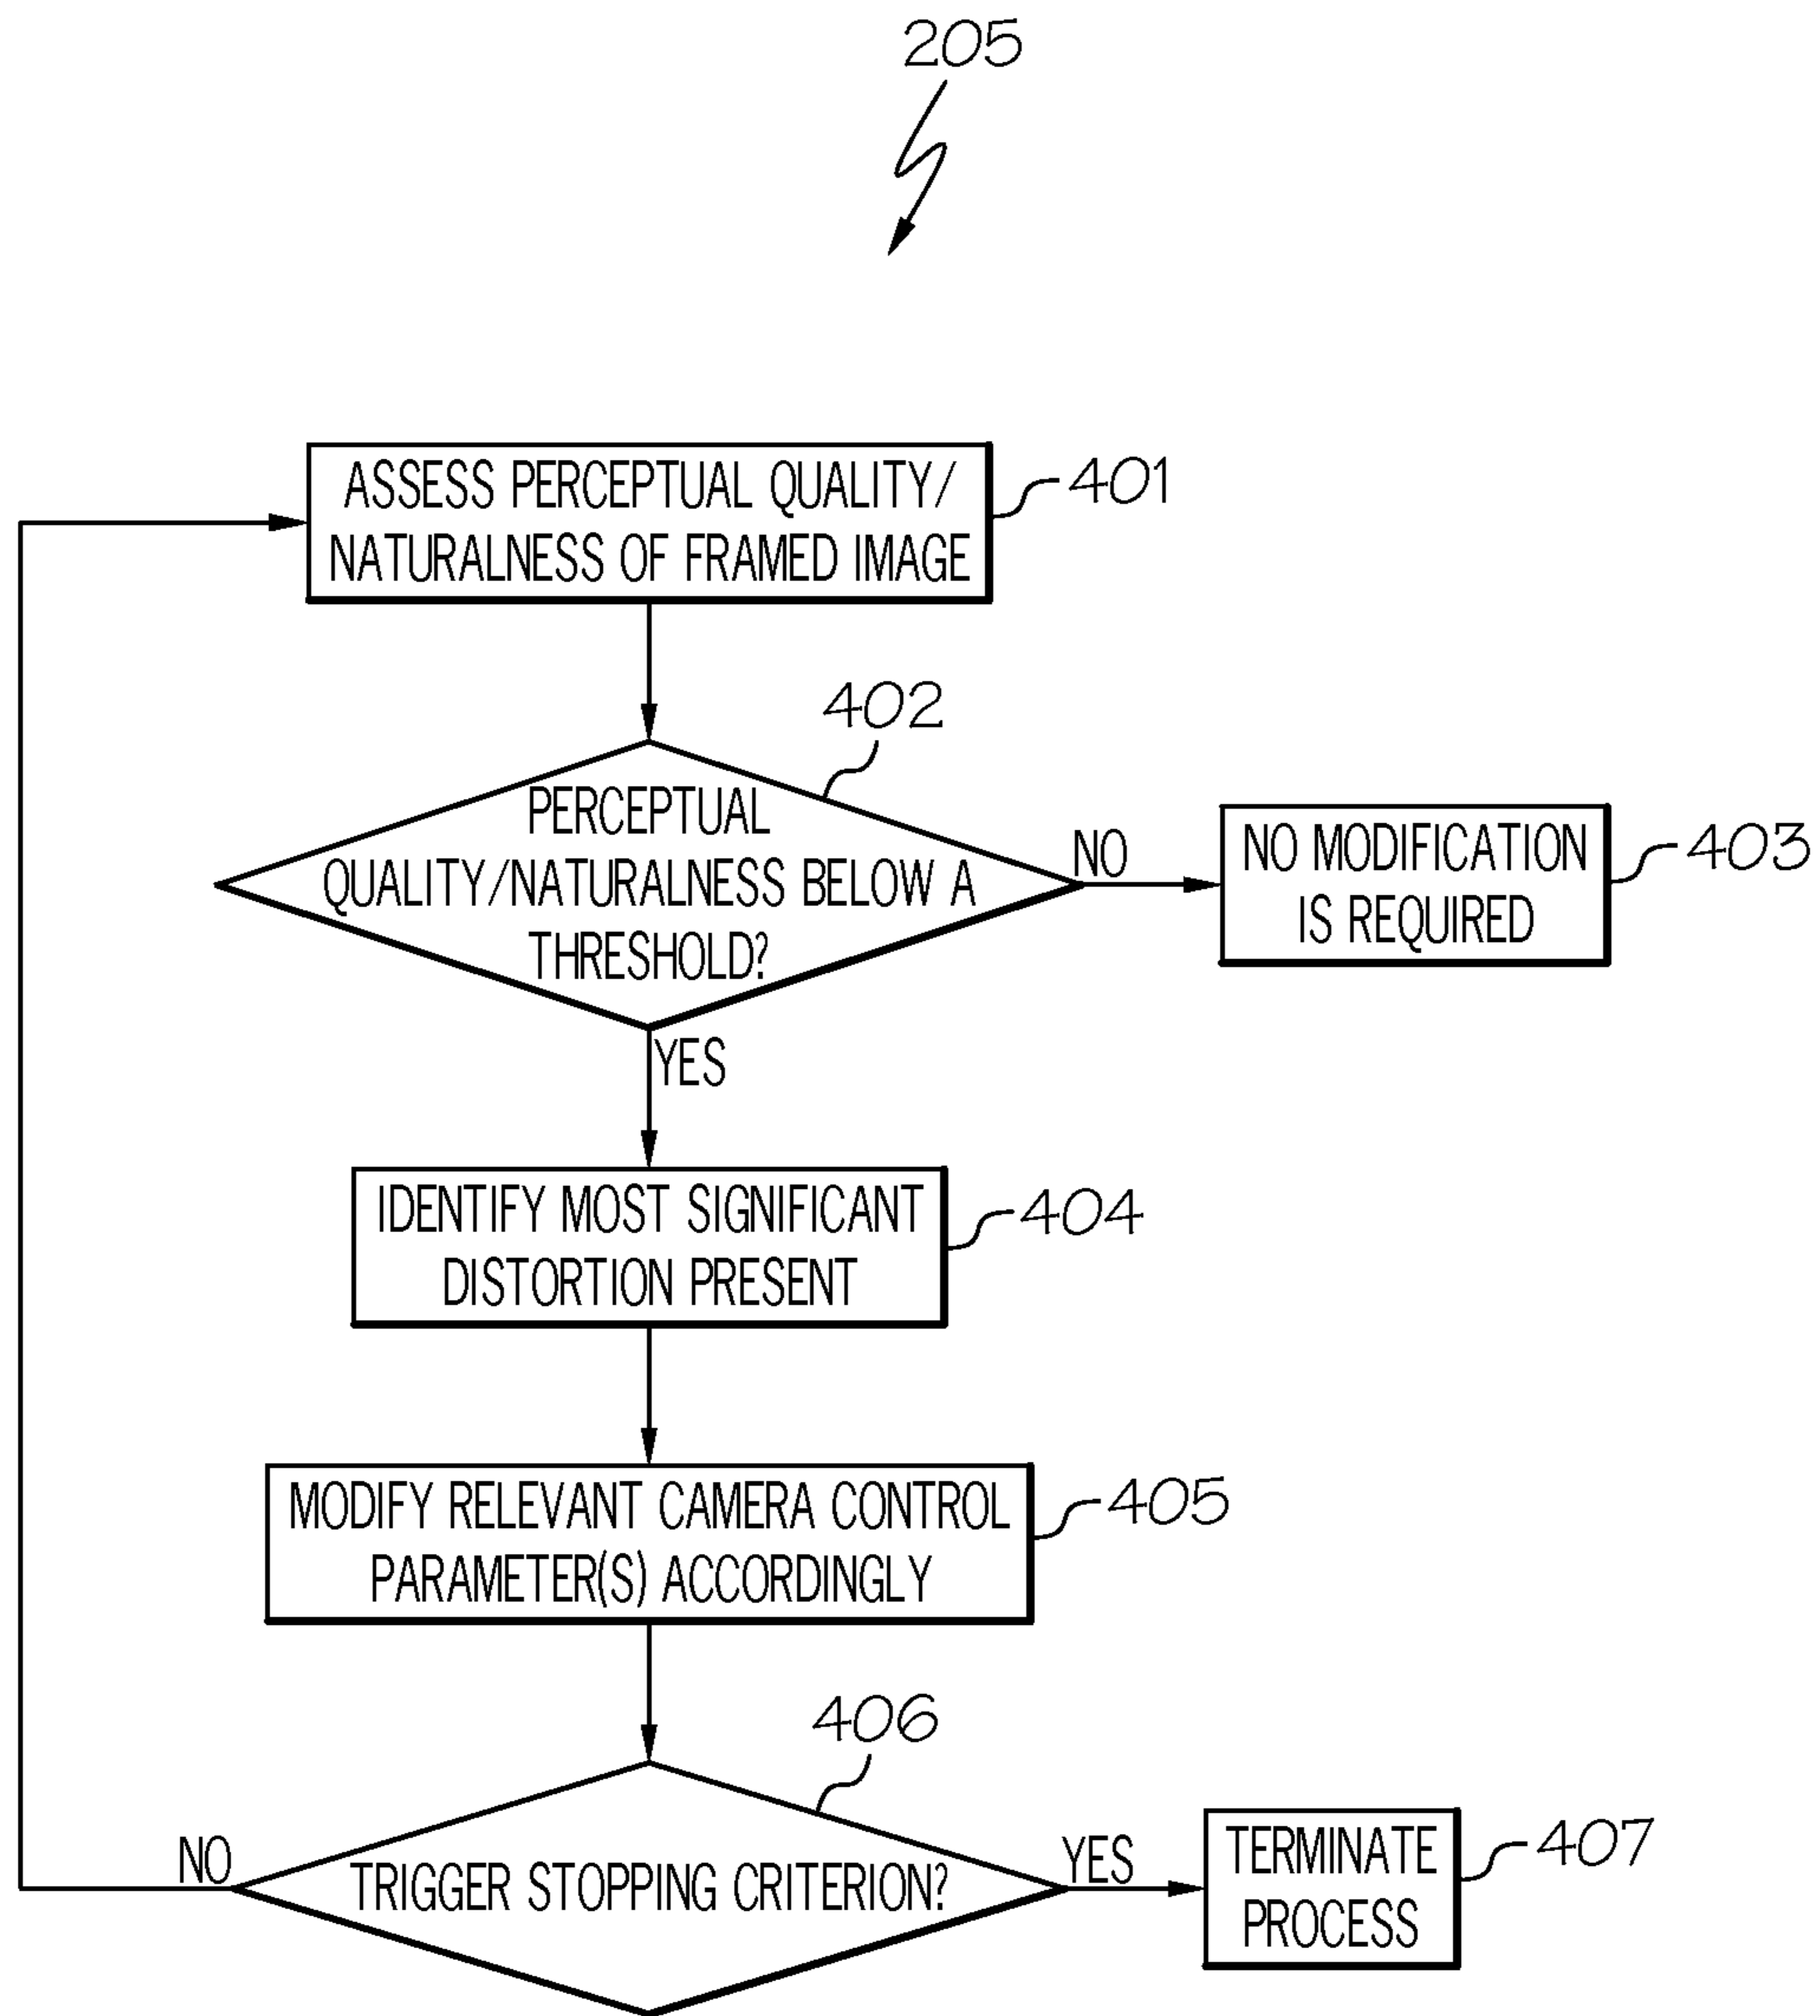 205
ASSESS PERCEPTUAL QUALITY/
NATURALNESS OF FRAMED IMAGE
401
402
PERCEPTUAL
QUALITY/NATURALNESS BELOW A
THRESHOLD?
NO
NO MODIFICATION
IS REQUIRED
403
YES
IDENTIFY MOST SIGNIFICANT
DISTORTION PRESENT
404
MODIFY RELEVANT CAMERA CONTROL
PARAMETER(S) ACCORDINGLY
405
406
NO
TRIGGER STOPPING CRITERION?
YES
TERMINATE
PROCESS
407